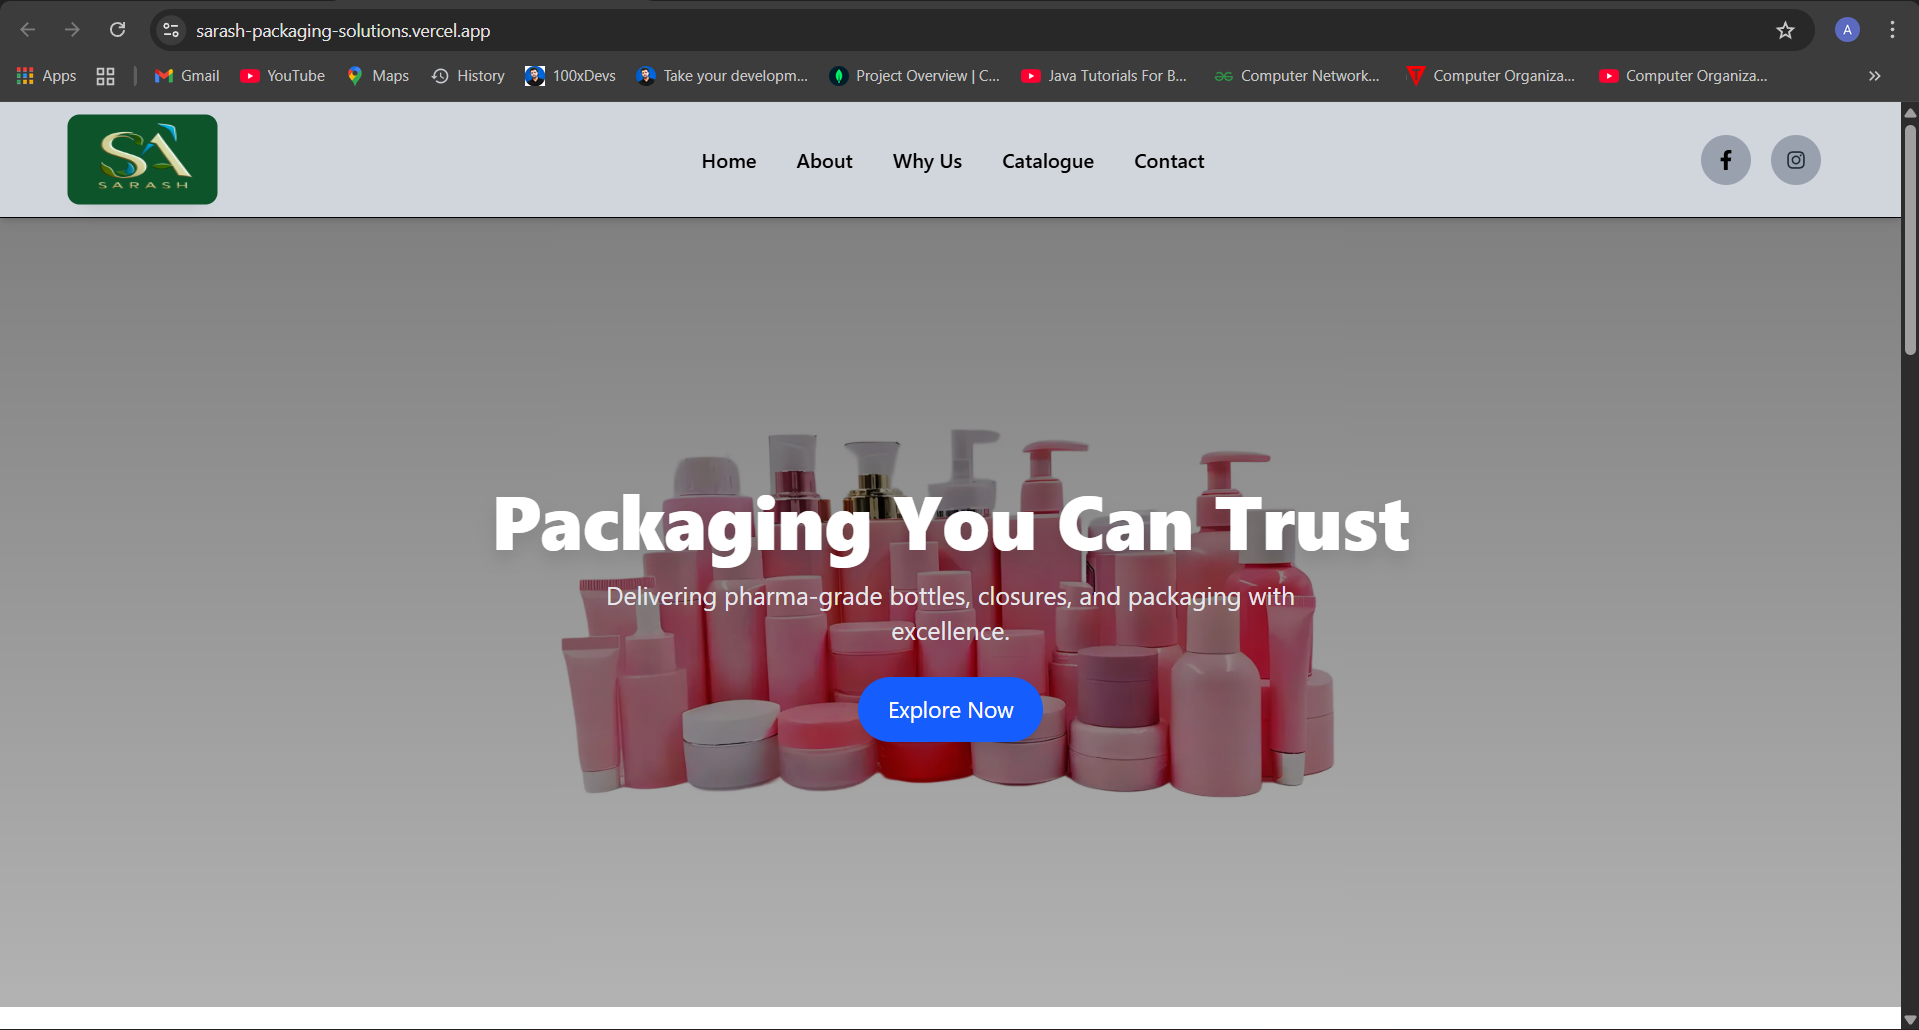 sarash-packaging-solutions.vercel.app
A
Apps
Gmail
YouTube
Maps
History
100xDevs
Take your developm...
Project Overview | C...
Java Tutorials For B...
Computer Network...
Computer Organiza...
Computer Organiza...
SA
SARASH
Home
About
Why Us
Catalogue
Contact
Packaging You Can Trust
Delivering pharma-grade bottles, closures, and packaging with
excellence.
Explore Now